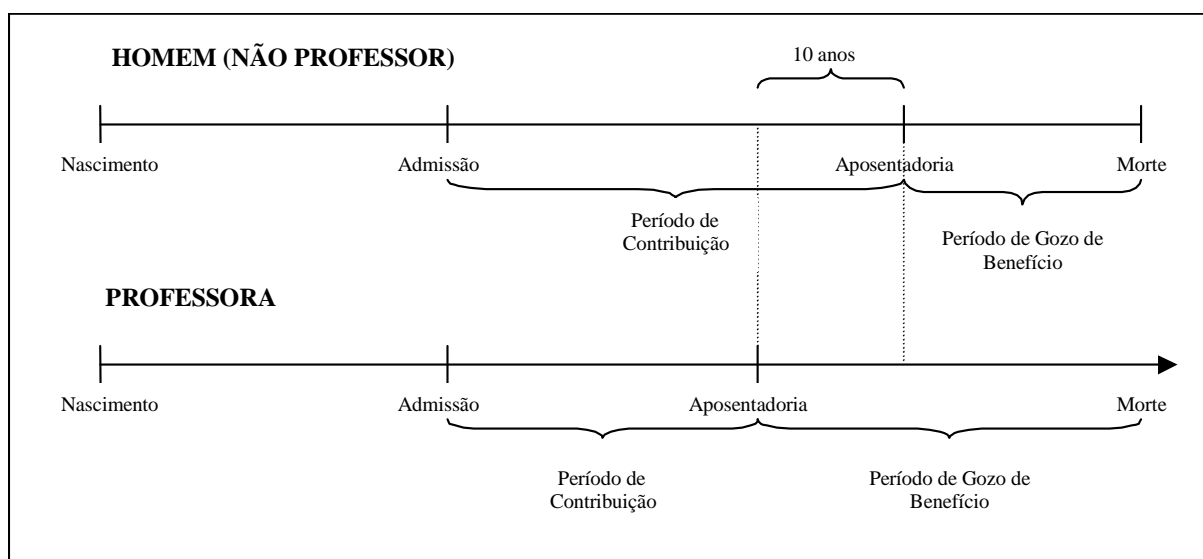 HOMEM (NÃO PROFESSOR)
10 anos
Nascimento
Admissão
Aposentadoria
Morte
Período de
Contribuição
Período de Gozo de
Benefício
PROFESSORA
Nascimento
Admissão
Aposentadoria
Morte
Período de
Contribuição
Período de Gozo de
Benefício